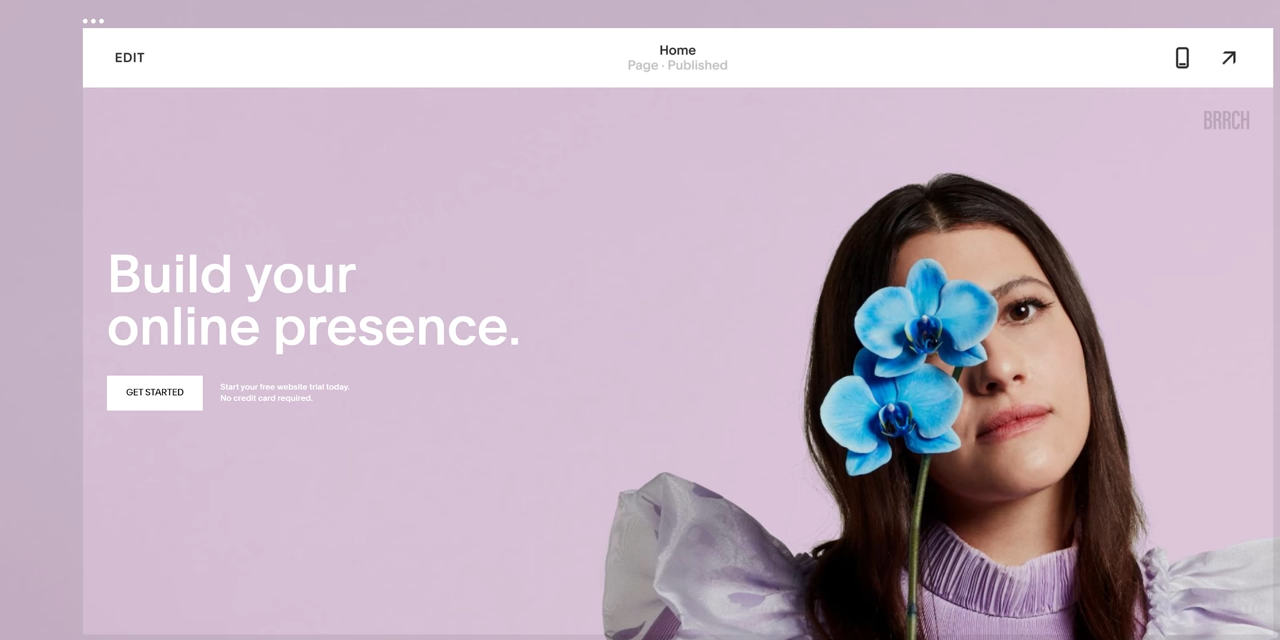 EDIT
Home
Page · Published
BRRCH
Build your
online presence.
GET STARTED
Start your free website trial today.
No credit card required.